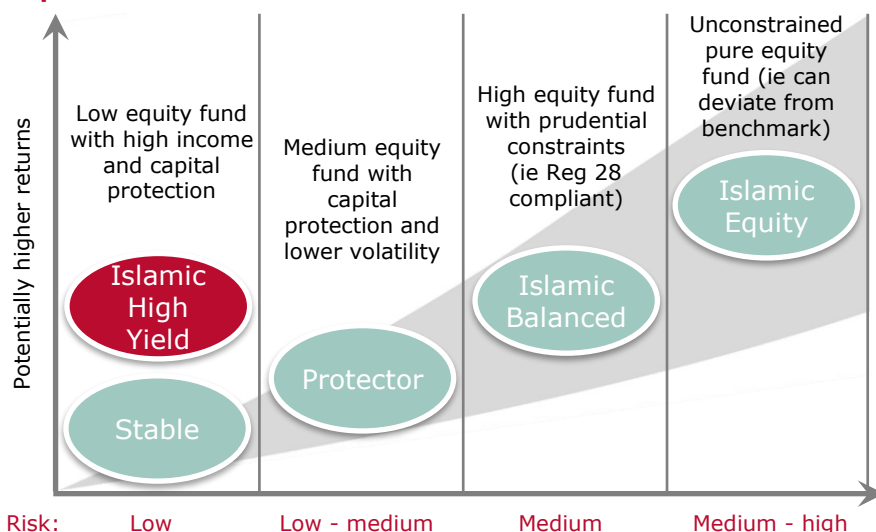 Potentially higher returns
Low equity fund
with high income
and capital
protection
Islamic
High
Yield
Stable
Medium equity
fund with
capital
protection and
lower volatility
Protector
High equity fund
with prudential
constraints
(ie Reg 28
compliant)
Islamic
Balanced
Unconstrained
pure equity
fund (ie can
deviate from
benchmark)
Islamic
Equity
Risk: Low Low - medium Medium Medium - high